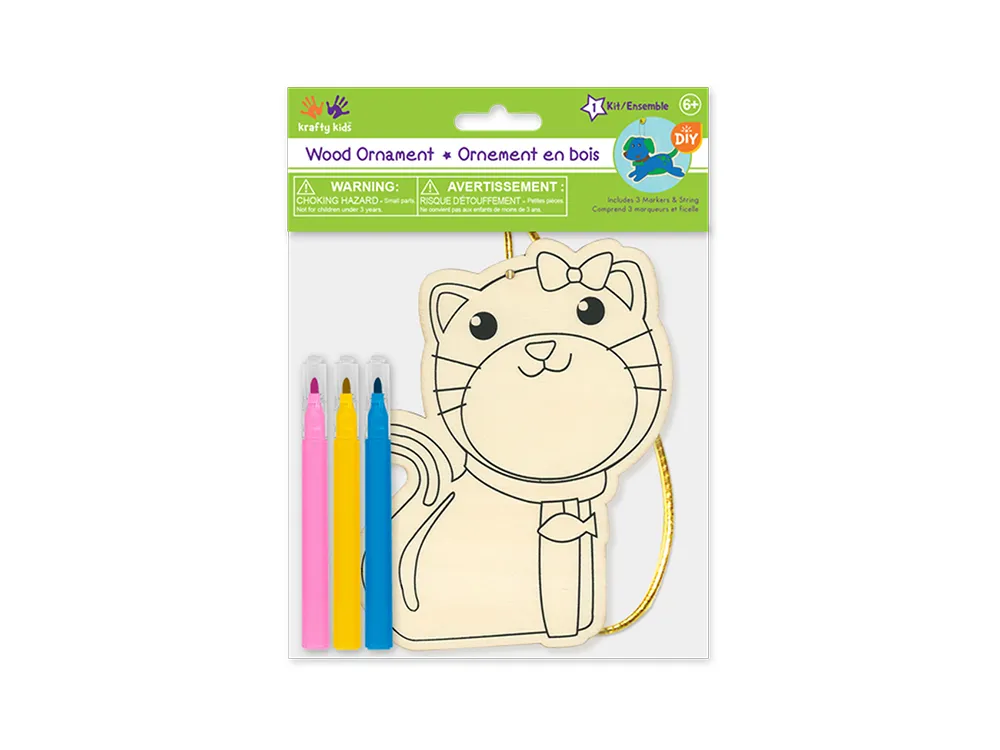 krafty kids
1 Kit/Ensemble 6+
DIY
Wood Ornament ★ Ornement en bois
WARNING:
CHOKING HAZARD - Small parts.
Not for children under 3 years.
AVERTISSEMENT :
RISQUE D'ÉTOUFFEMENT - Petites pièces.
Ne convient pas aux enfants de moins de 3 ans.
Includes 3 Markers & String
Comprend 3 marqueurs et ficelle